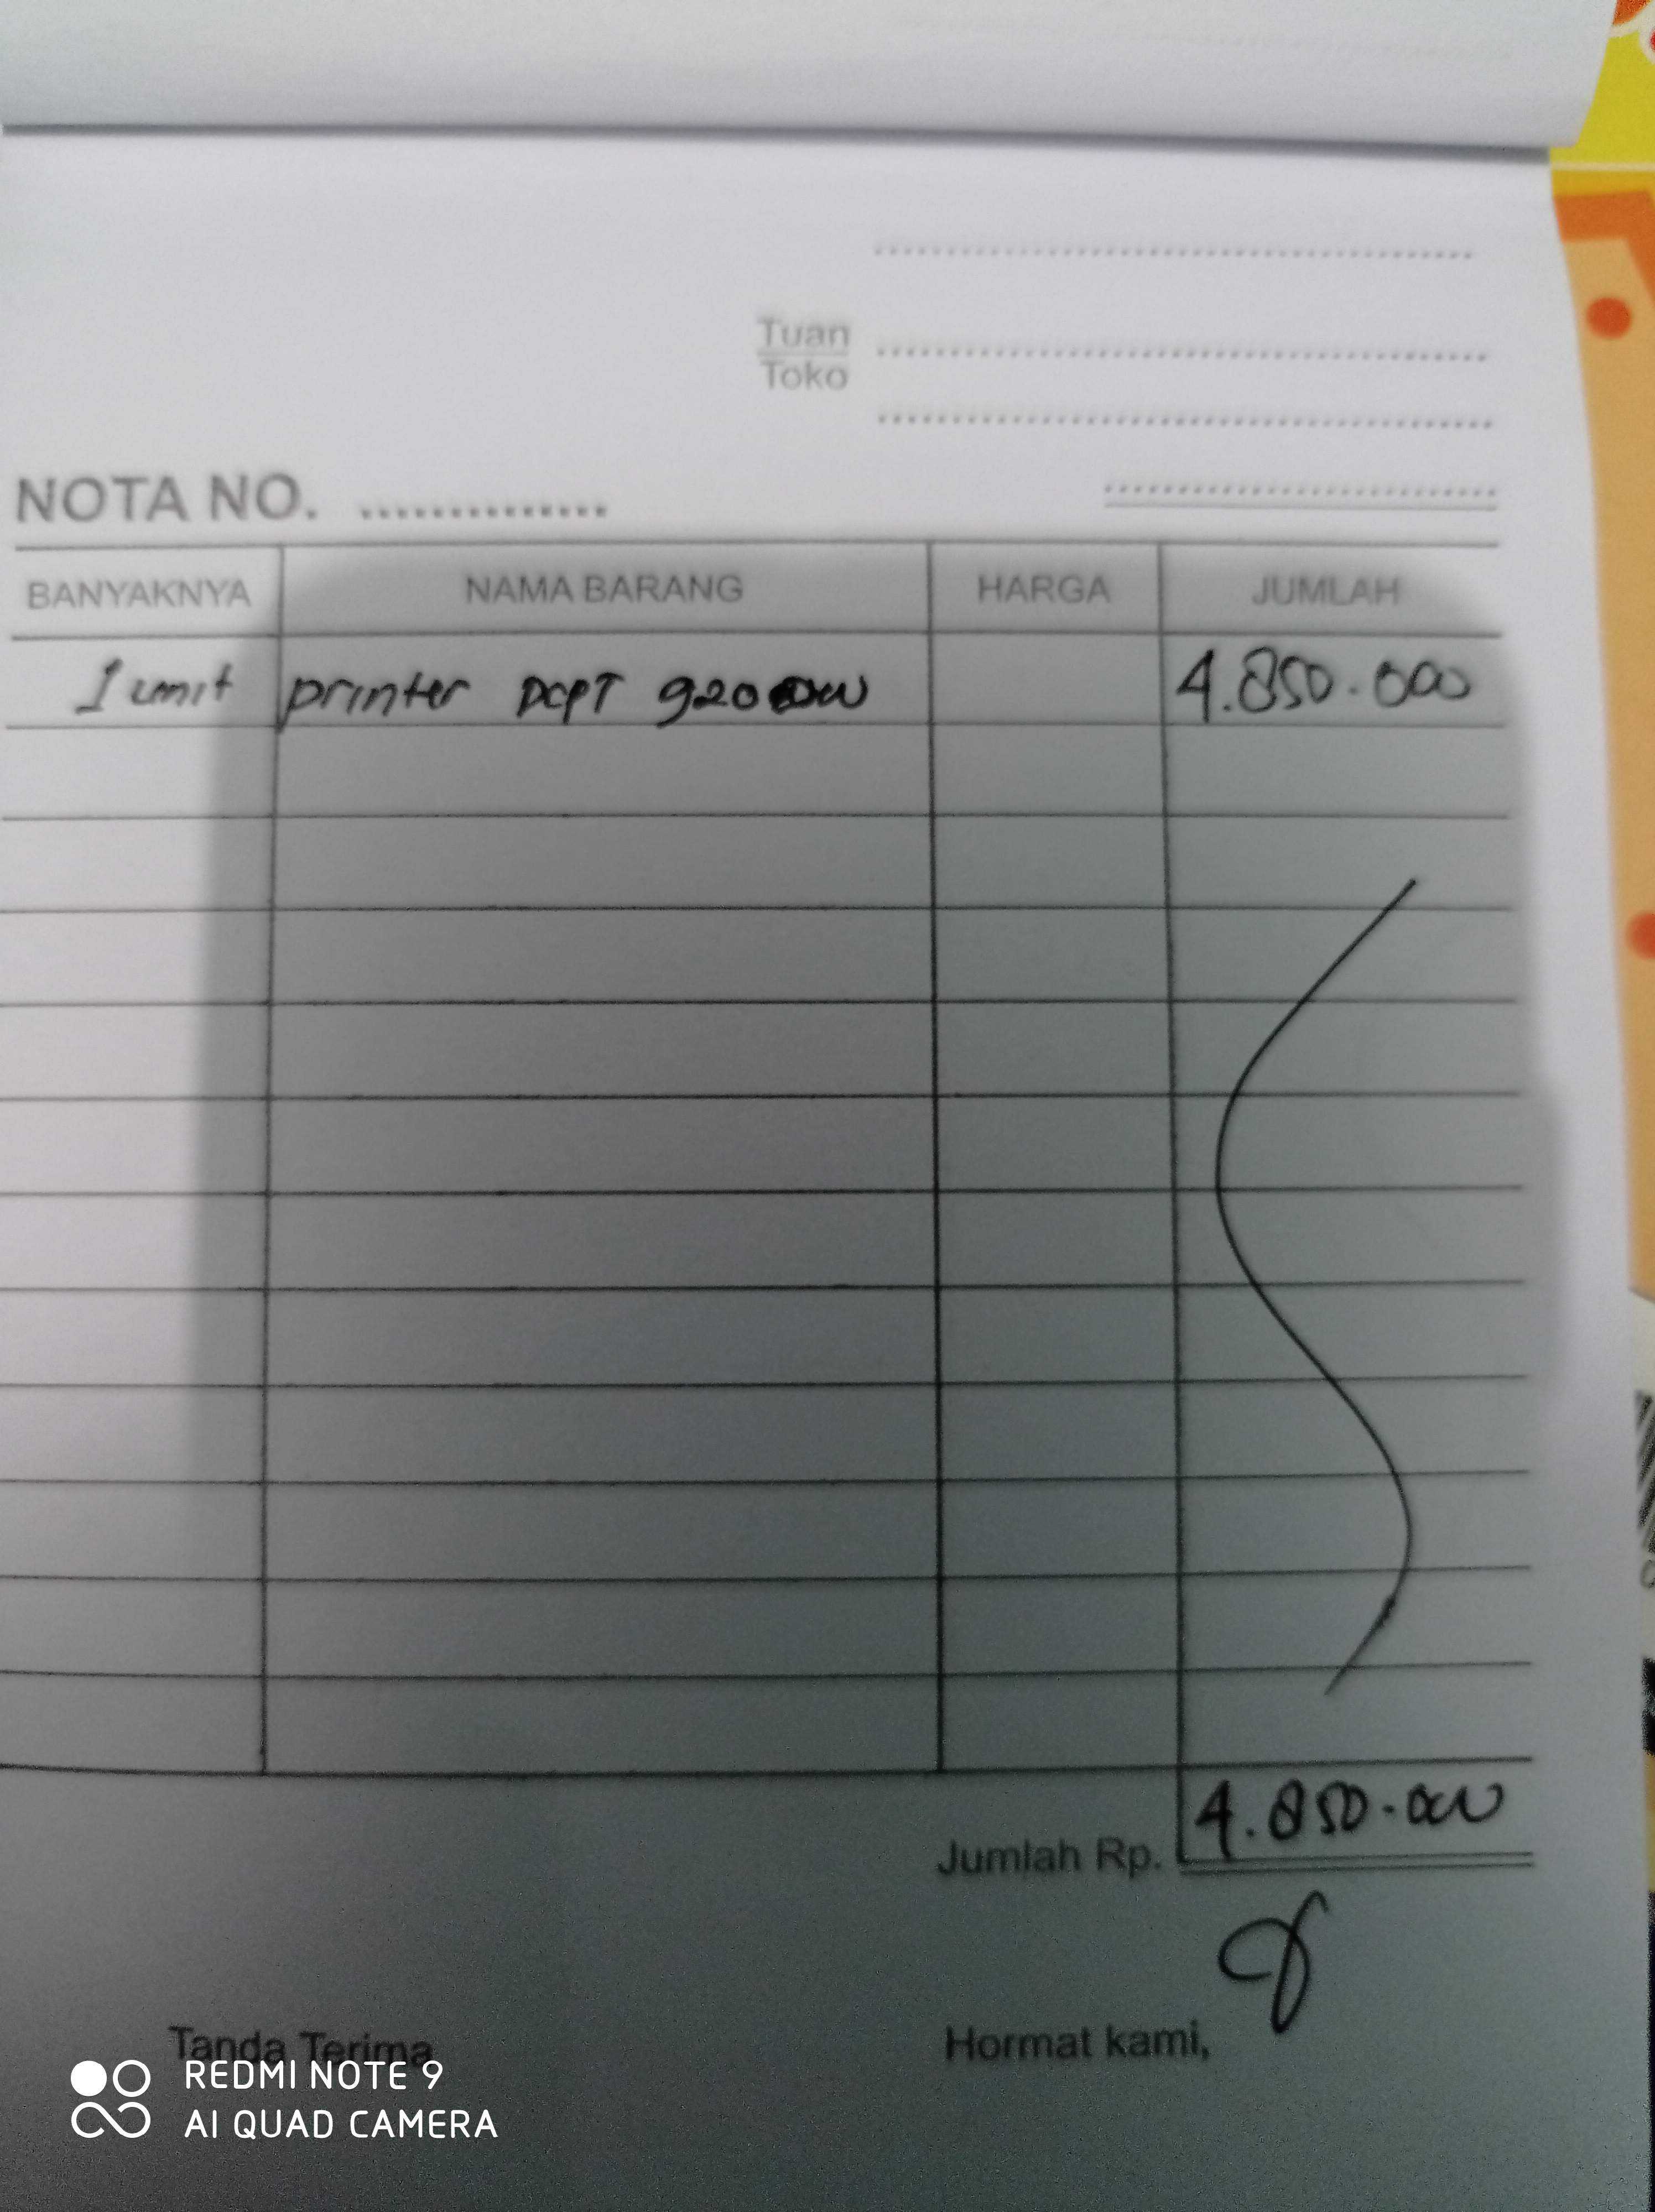 Tuan
Toko
NOTA NO.
BANYAKNYA NAMA BARANG HARGA JUMLAH
1 unit printer DCPT 920DW 4.850.000
Jumlah Rp. 4.850.000
Tanda Terima Hormat kami,
REDMI NOTE 9
AI QUAD CAMERA